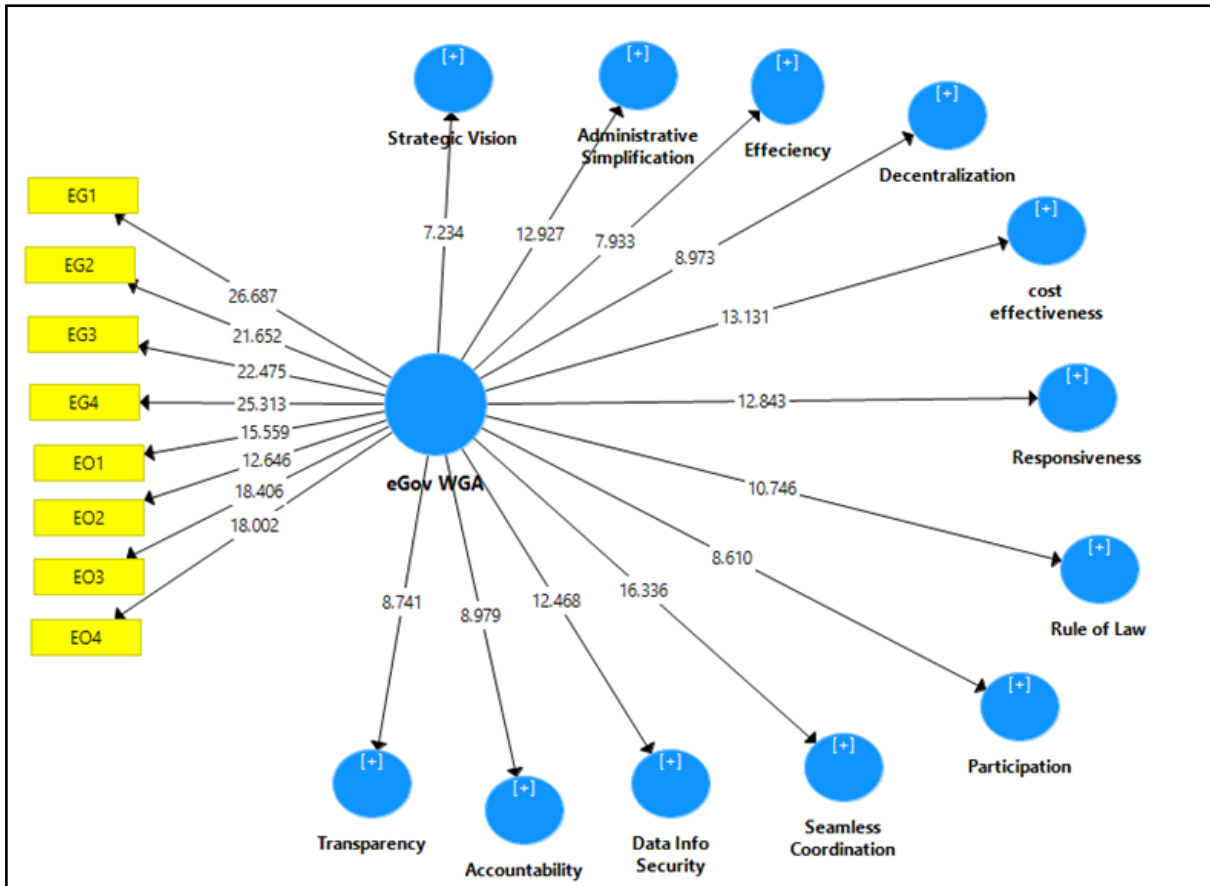 [+]
Strategic Vision
[+]
Administrative
Simplification
[+]
Effeciency
[+]
Decentralization
[+]
cost
effectiveness
[+]
Responsiveness
[+]
Rule of Law
[+]
Participation
[+]
Seamless
Coordination
[+]
Data Info
Security
[+]
Accountability
[+]
Transparency
eGov WGA
EG1
EG2
EG3
EG4
EO1
EO2
EO3
EO4
26.687
21.652
22.475
25.313
15.559
12.646
18.406
18.002
7.234
12.927
7.933
8.973
13.131
12.843
10.746
8.610
16.336
12.468
8.979
8.741